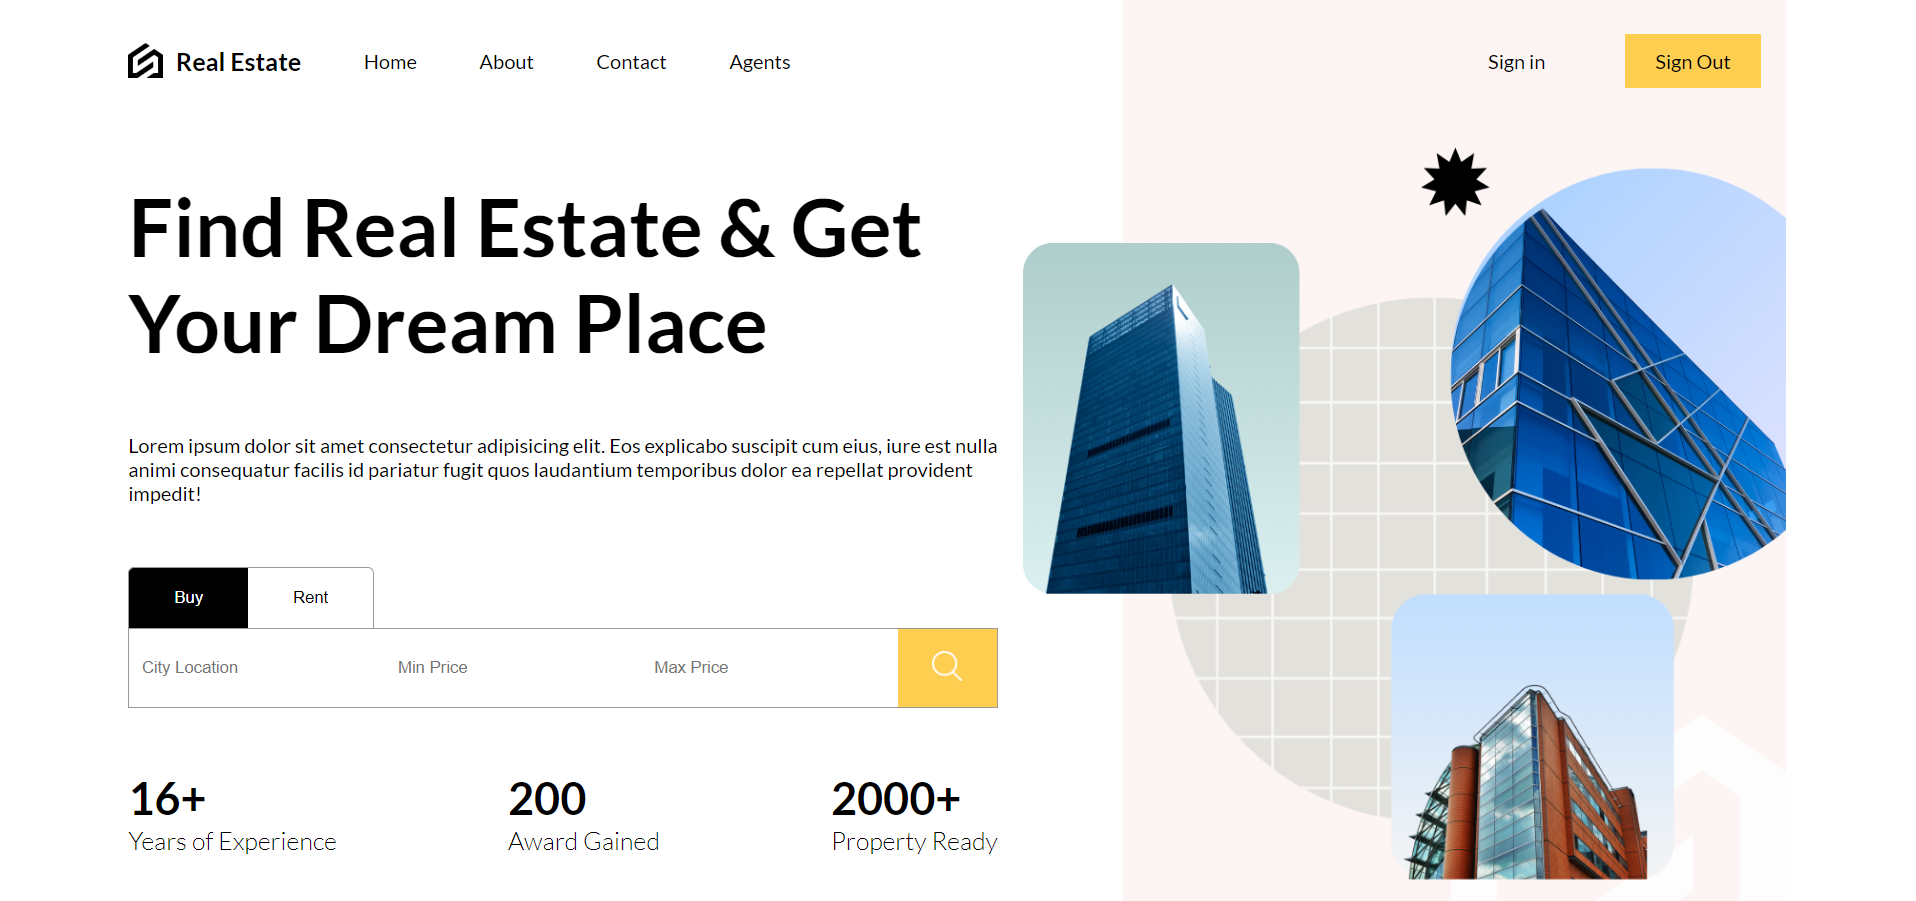 Real Estate
Home
About
Contact
Agents
Sign in
Sign Out
Find Real Estate & Get
Your Dream Place
Lorem ipsum dolor sit amet consectetur adipisicing elit. Eos explicabo suscipit cum eius, iure est nulla
animi consequatur facilis id pariatur fugit quos laudantium temporibus dolor ea repellat provident
impedit!
Buy
Rent
City Location
Min Price
Max Price
16+
Years of Experience
200
Award Gained
2000+
Property Ready